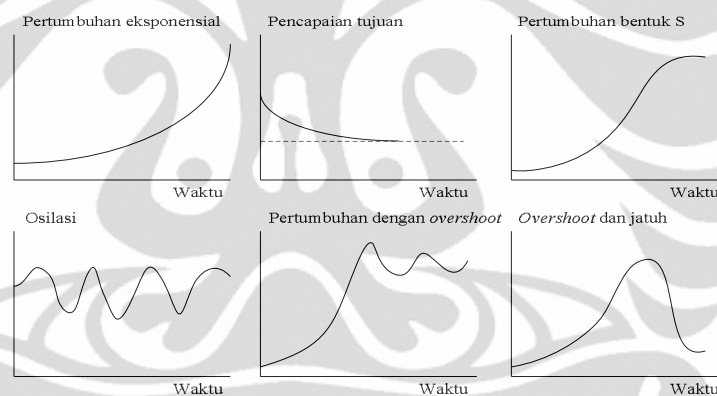 Pertumbuhan eksponensial
Pencapaian tujuan
Pertumbuhan bentuk S
Waktu
Waktu
Waktu
Osilasi
Pertumbuhan dengan overshoot
Overshoot dan jatuh
Waktu
Waktu
Waktu